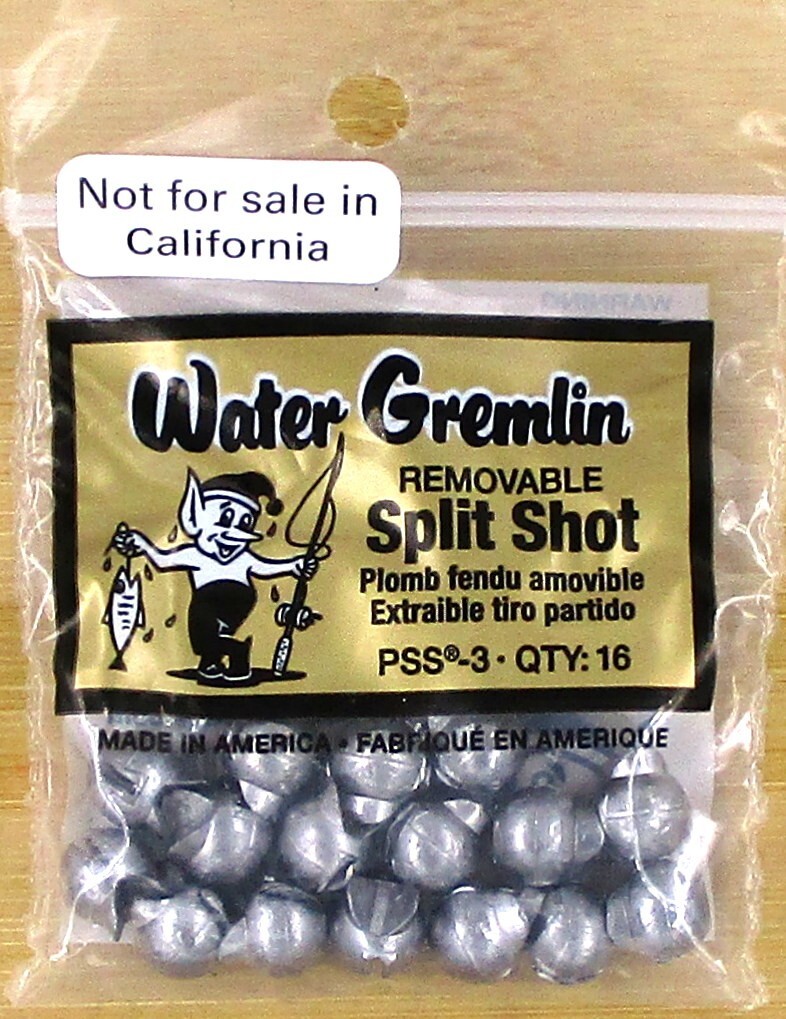 Not for sale in
California
WARNING
Water Gremlin
REMOVABLE
Split Shot
Plomb fendu amovible
Extraible tiro partido
PSS®-3 · QTY: 16
MADE IN AMERICA • FABRIQUÉ EN AMERIQUE